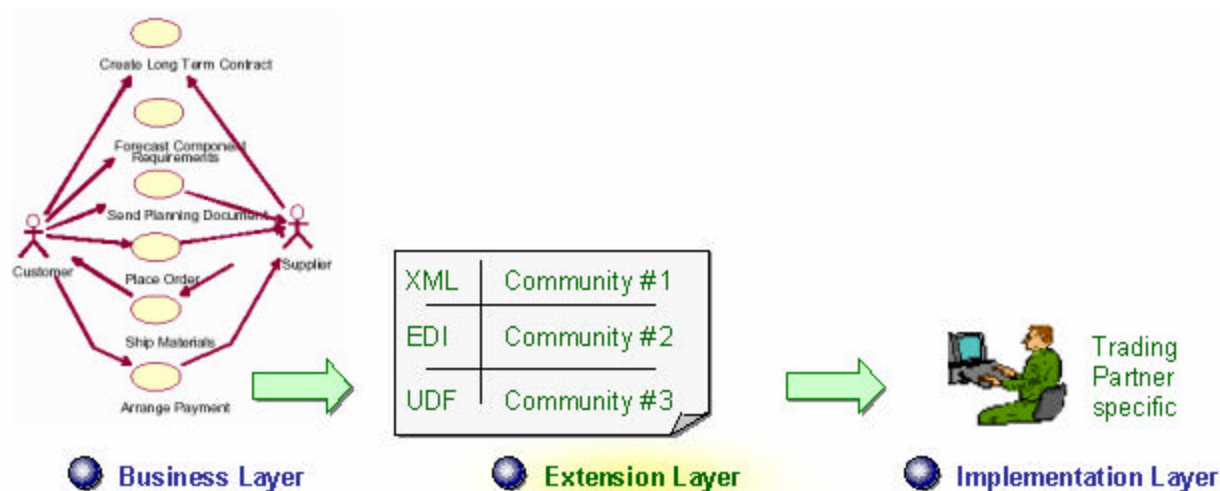 Create Long Term Contract
Forecast Component
Requirements
Send Planning Document
Customer
Supplier
Place Order
Ship Materials
Arrange Payment
XML Community #1
EDI Community #2
UDF Community #3
Trading
Partner
specific
Business Layer
Extension Layer
Implementation Layer